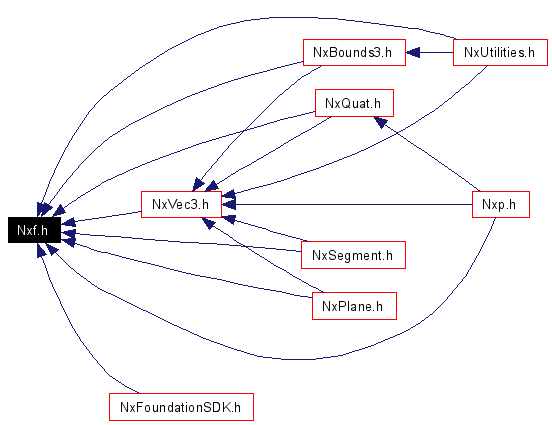 NxBounds3.h
NxUtilities.h
NxQuat.h
NxVec3.h
Nxp.h
Nxf.h
NxSegment.h
NxPlane.h
NxFoundationSDK.h